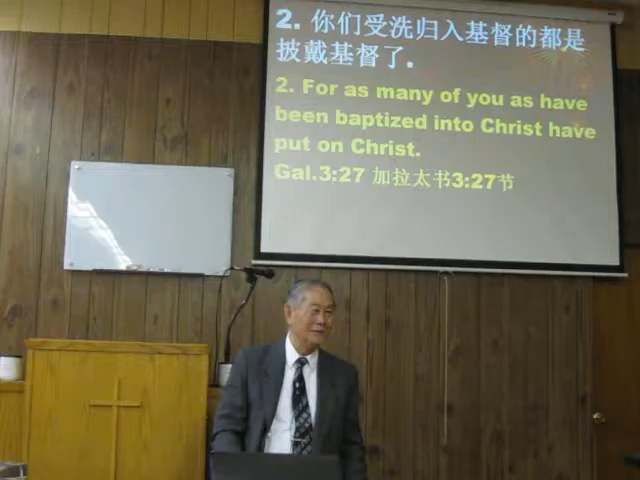 2. 你们受洗归入基督的都是
披戴基督了.
2. For as many of you as have
been baptized into Christ have
put on Christ.
Gal.3:27 加拉太书3:27节